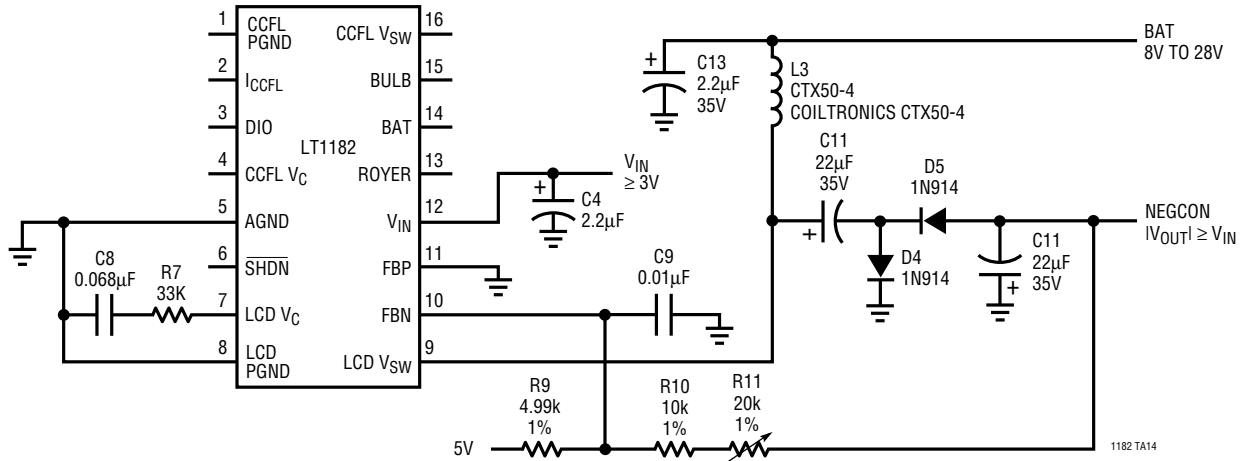 1
CCFL
PGND
2
ICCFL
3
DIO
4
CCFL VC
5
AGND
6
SHDN
7
LCD VC
8
LCD
PGND
LT1182
CCFL VSW
16
BULB
15
BAT
14
ROYER
13
VIN
12
FBP
11
FBN
10
LCD VSW
9
C8
0.068µF
R7
33K
+
C4
2.2µF
VIN
≥ 3V
C9
0.01µF
+
C13
2.2µF
35V
L3
CTX50-4
COILTRONICS CTX50-4
BAT
8V TO 28V
C11
22µF
35V
+
D5
1N914
D4
1N914
C11
22µF
35V
+
NEGCON
|VOUT| ≥ VIN
5V
R9
4.99k
1%
R10
10k
1%
R11
20k
1%
1182 TA14